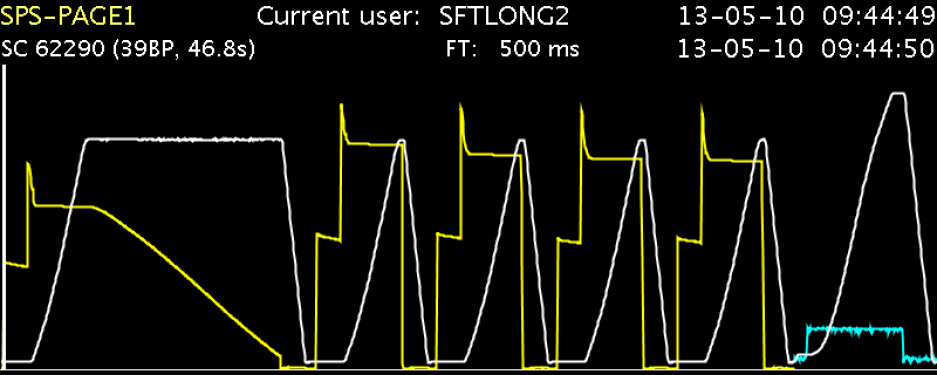 SPS-PAGE1 Current user: SFTLONG2 13-05-10 09:44:49
SC 62290 (39BP, 46.8s) FT: 500 ms 13-05-10 09:44:50